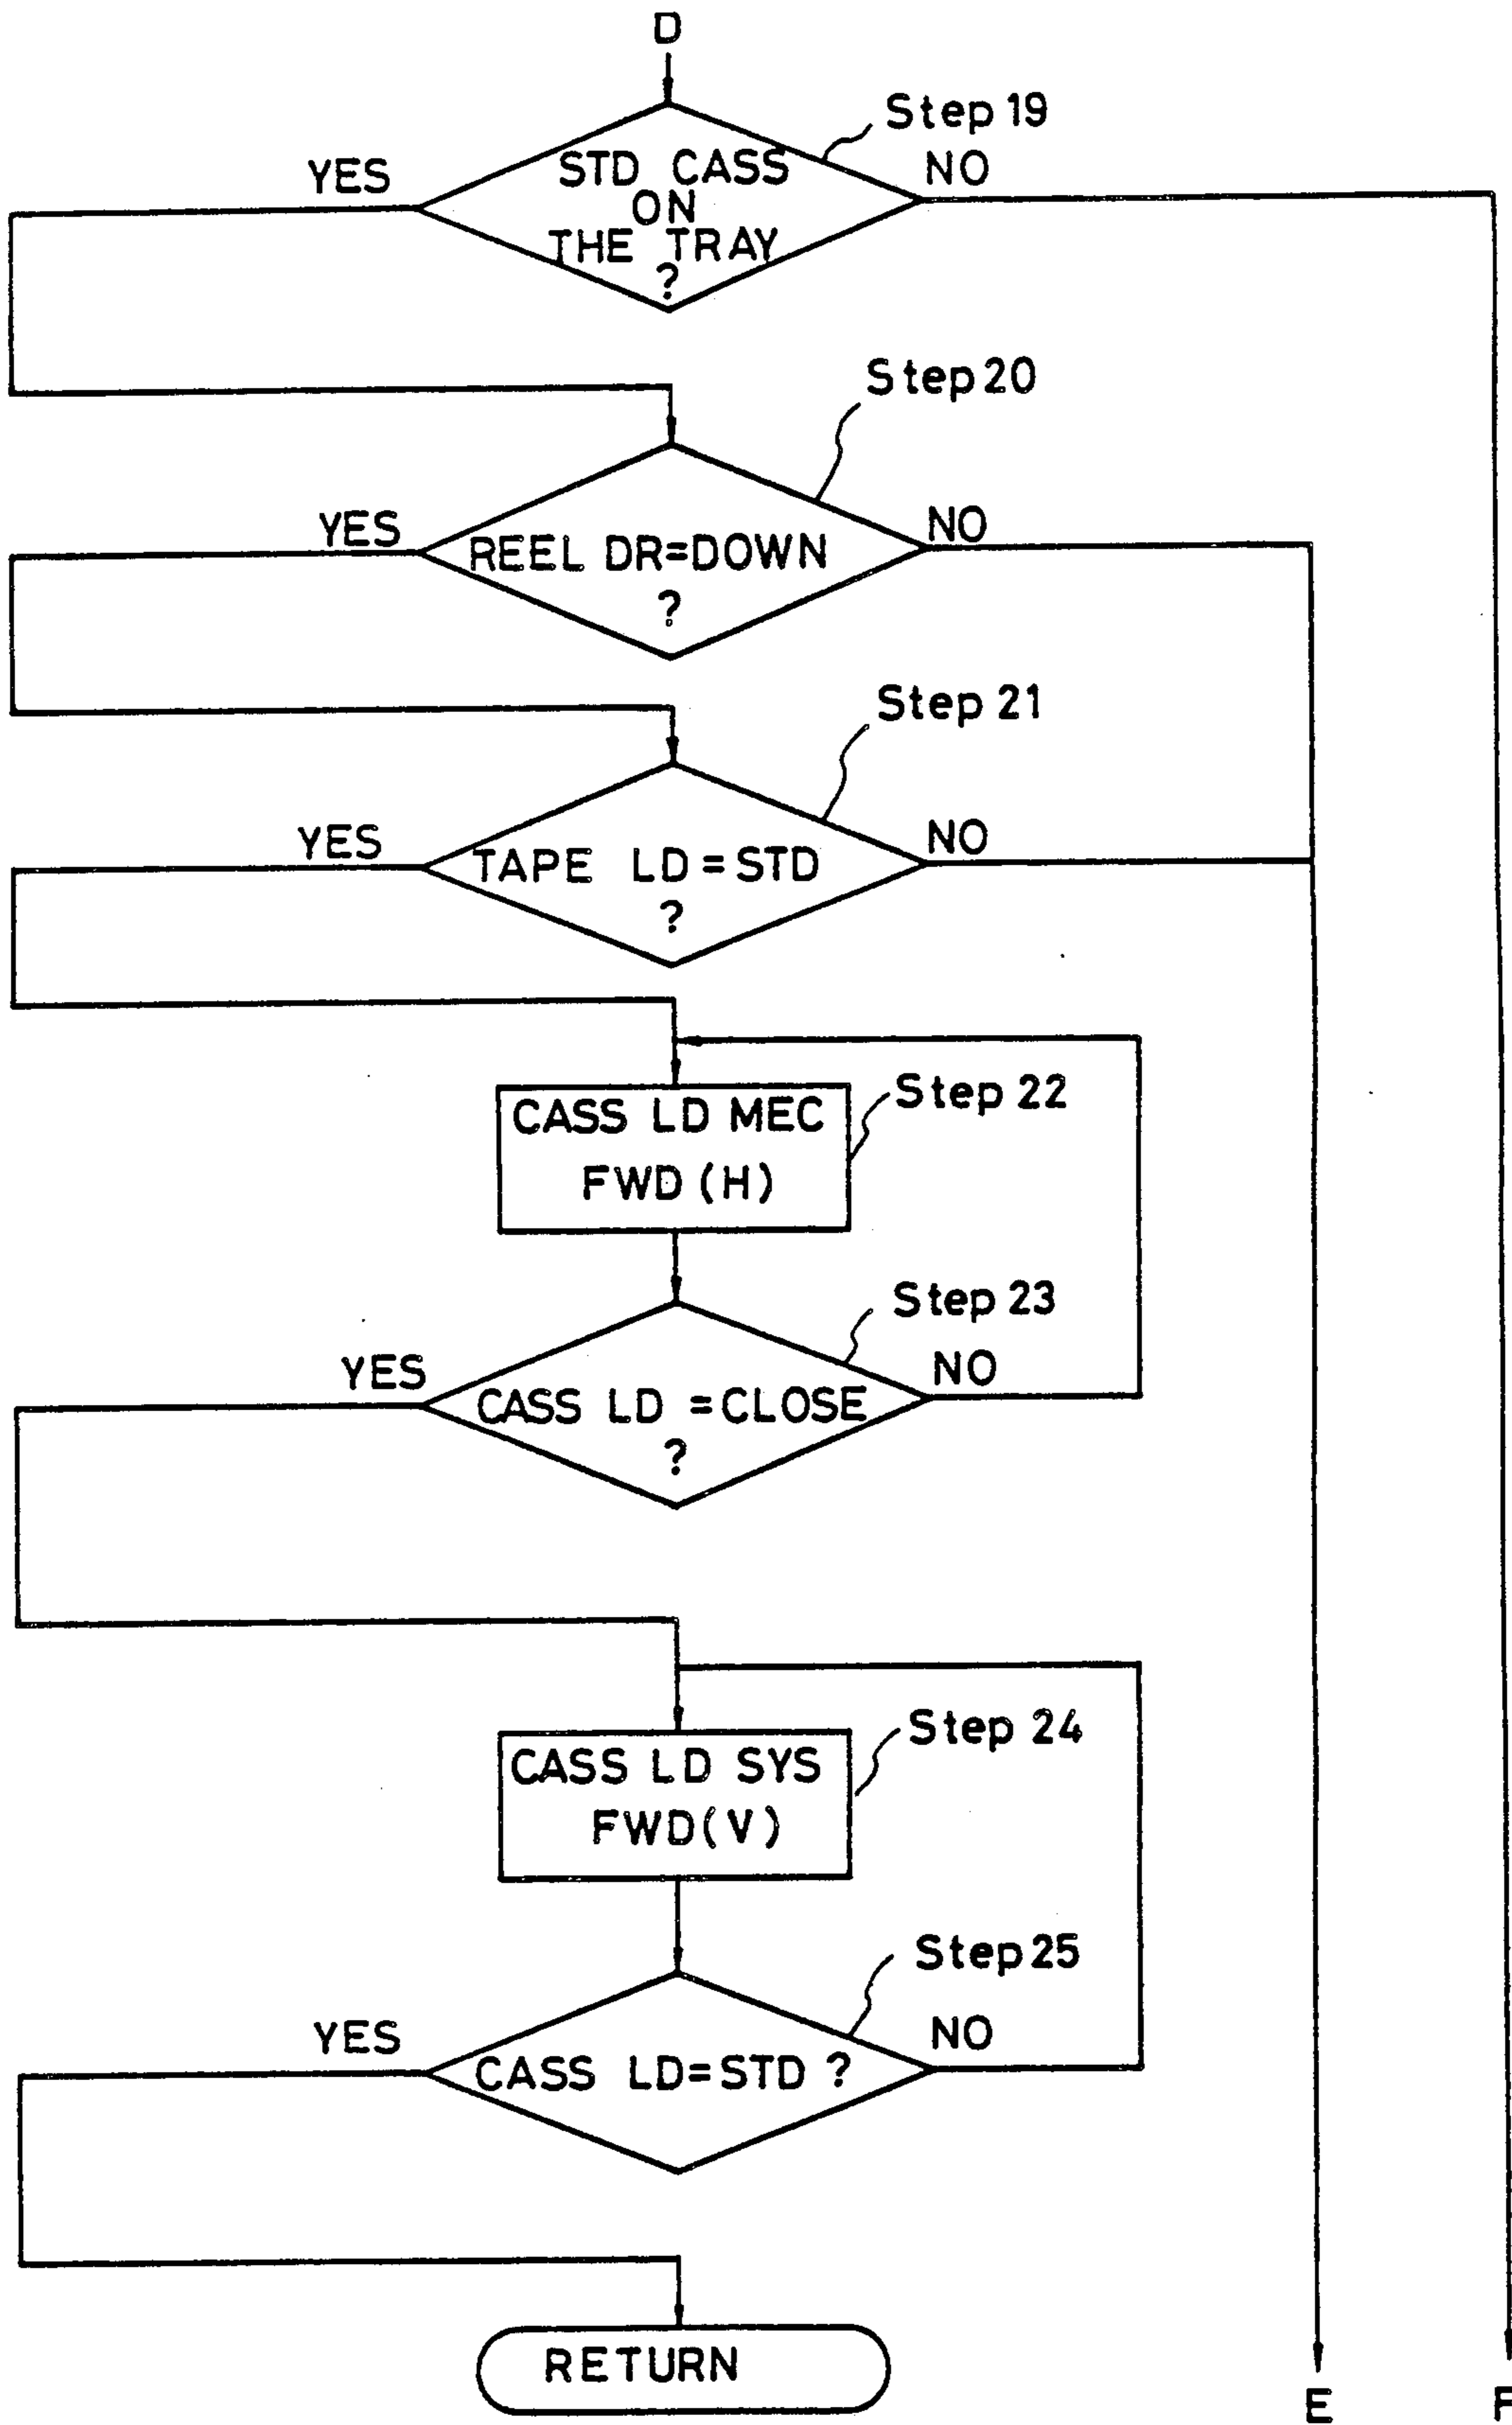 D
Step 19
YES
NO
STD CASS
ON
THE TRAY
?
Step 20
YES
NO
REEL DR=DOWN
?
Step 21
YES
NO
TAPE LD=STD
?
CASS LD MEC
FWD (H)
Step 22
Step 23
YES
NO
CASS LD =CLOSE
?
CASS LD SYS
FWD(V)
Step 24
Step 25
YES
NO
CASS LD=STD ?
RETURN
E